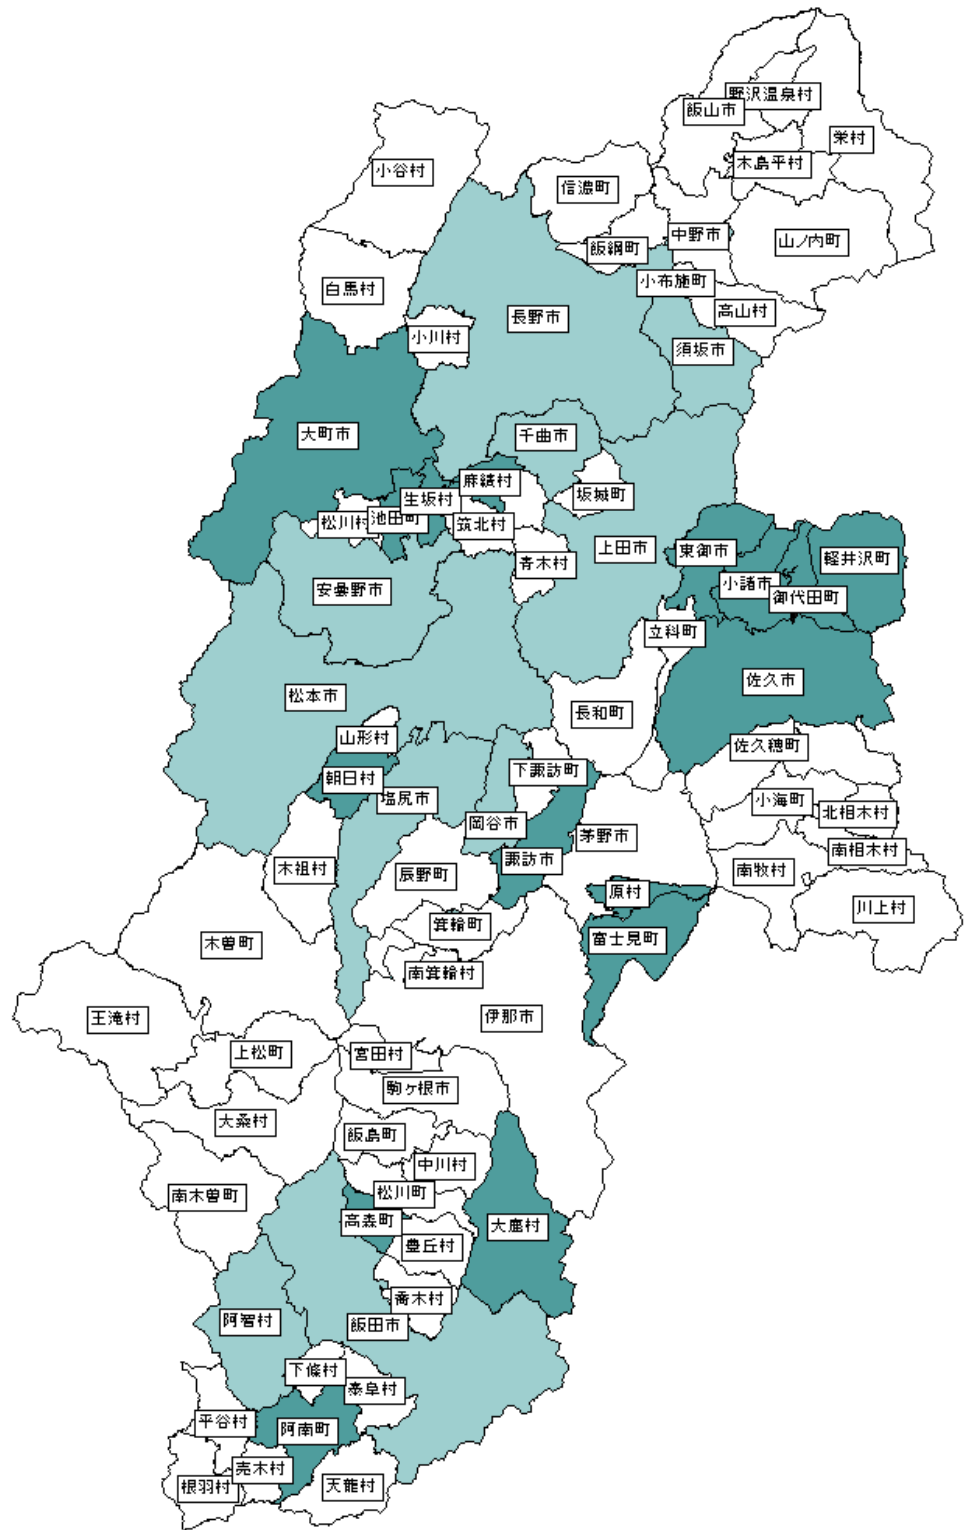 野沢温泉村
飯山市
栄村
木島平村
小谷村
信濃町
中野市
山ノ内町
飯綱町
小布施町
白馬村
高山村
長野市
小川村
須坂市
大町市
千曲市
麻績村
生坂村
坂城町
松川村
池田町
筑北村
上田市
東御市
軽井沢町
青木村
小諸市
安曇野市
御代田町
立科町
佐久市
松本市
長和町
山形村
佐久穂町
朝日村
下諏訪町
塩尻市
小海町
北相木村
岡谷市
茅野市
南相木村
諏訪市
木祖村
辰野町
南牧村
原村
川上村
箕輪町
木曽町
富士見町
南箕輪村
王滝村
伊那市
上松町
宮田村
駒ヶ根市
大桑村
飯島町
中川村
南木曽町
松川町
高森町
大鹿村
豊丘村
喬木村
阿智村
飯田市
下條村
泰阜村
平谷村
阿南町
売木村
根羽村
天龍村